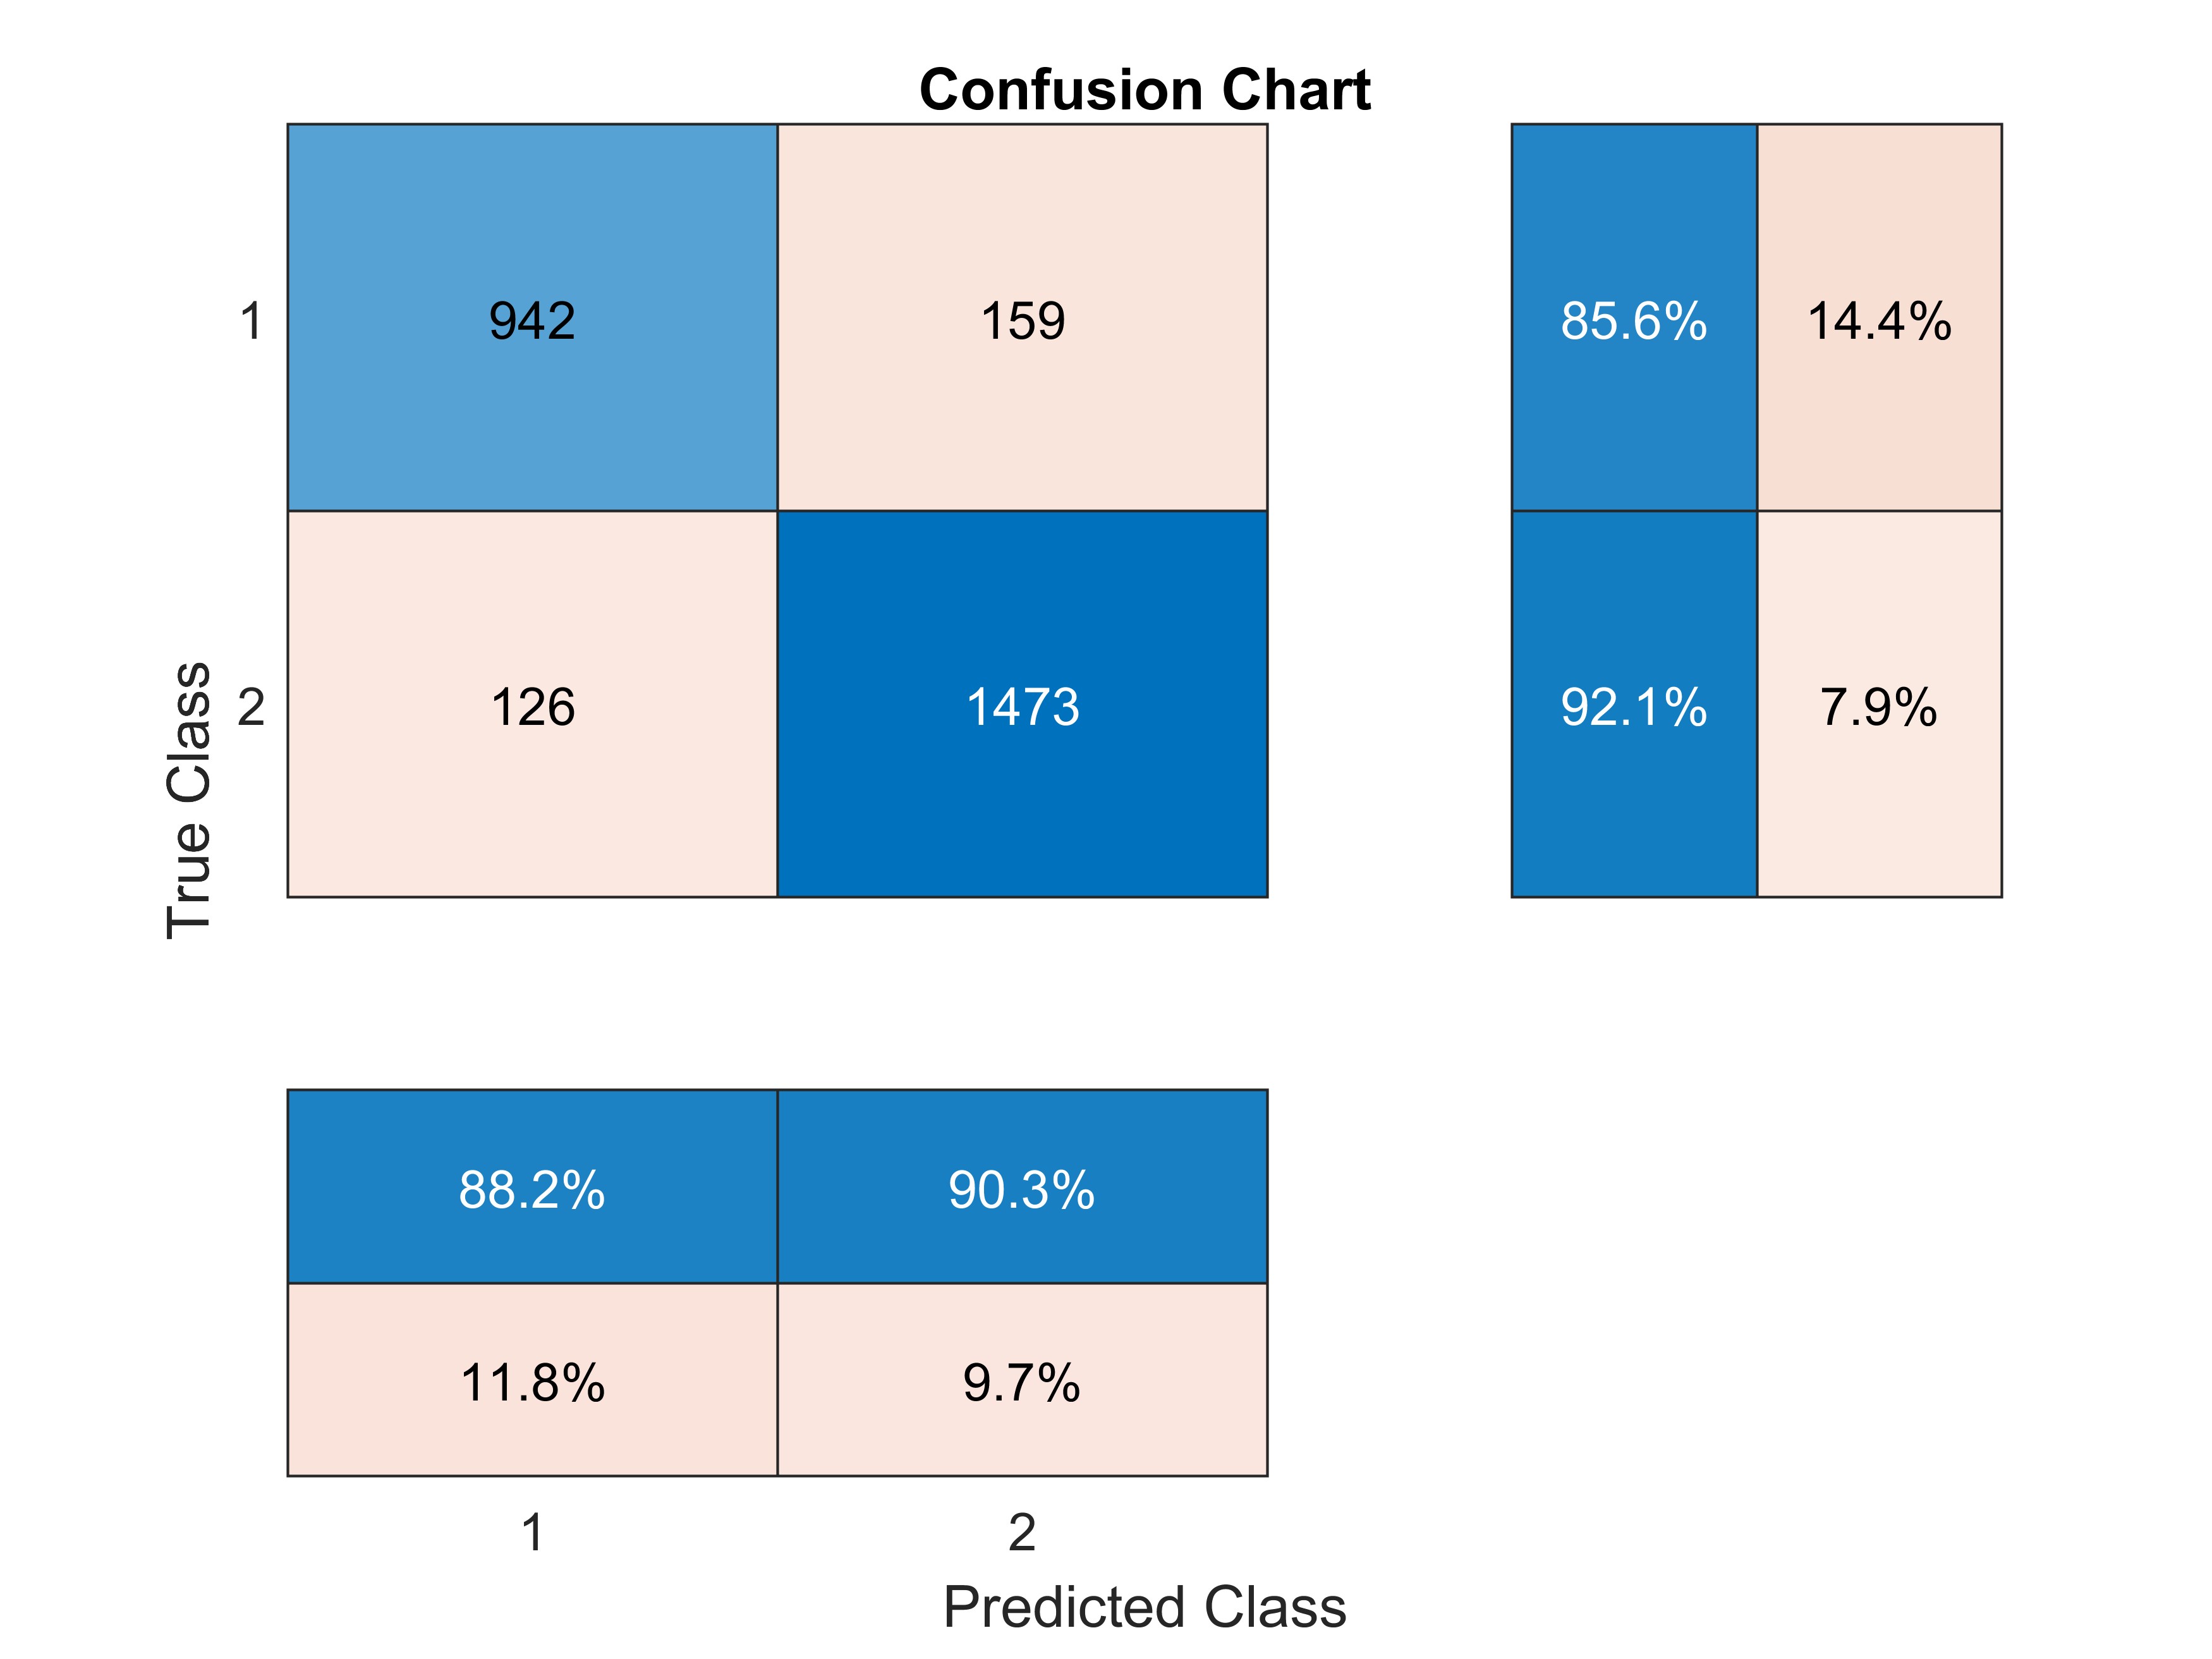 Confusion Chart
1 942 159 85.6% 14.4%
2 126 1473 92.1% 7.9%
True Class
88.2% 90.3%
11.8% 9.7%
1 2
Predicted Class